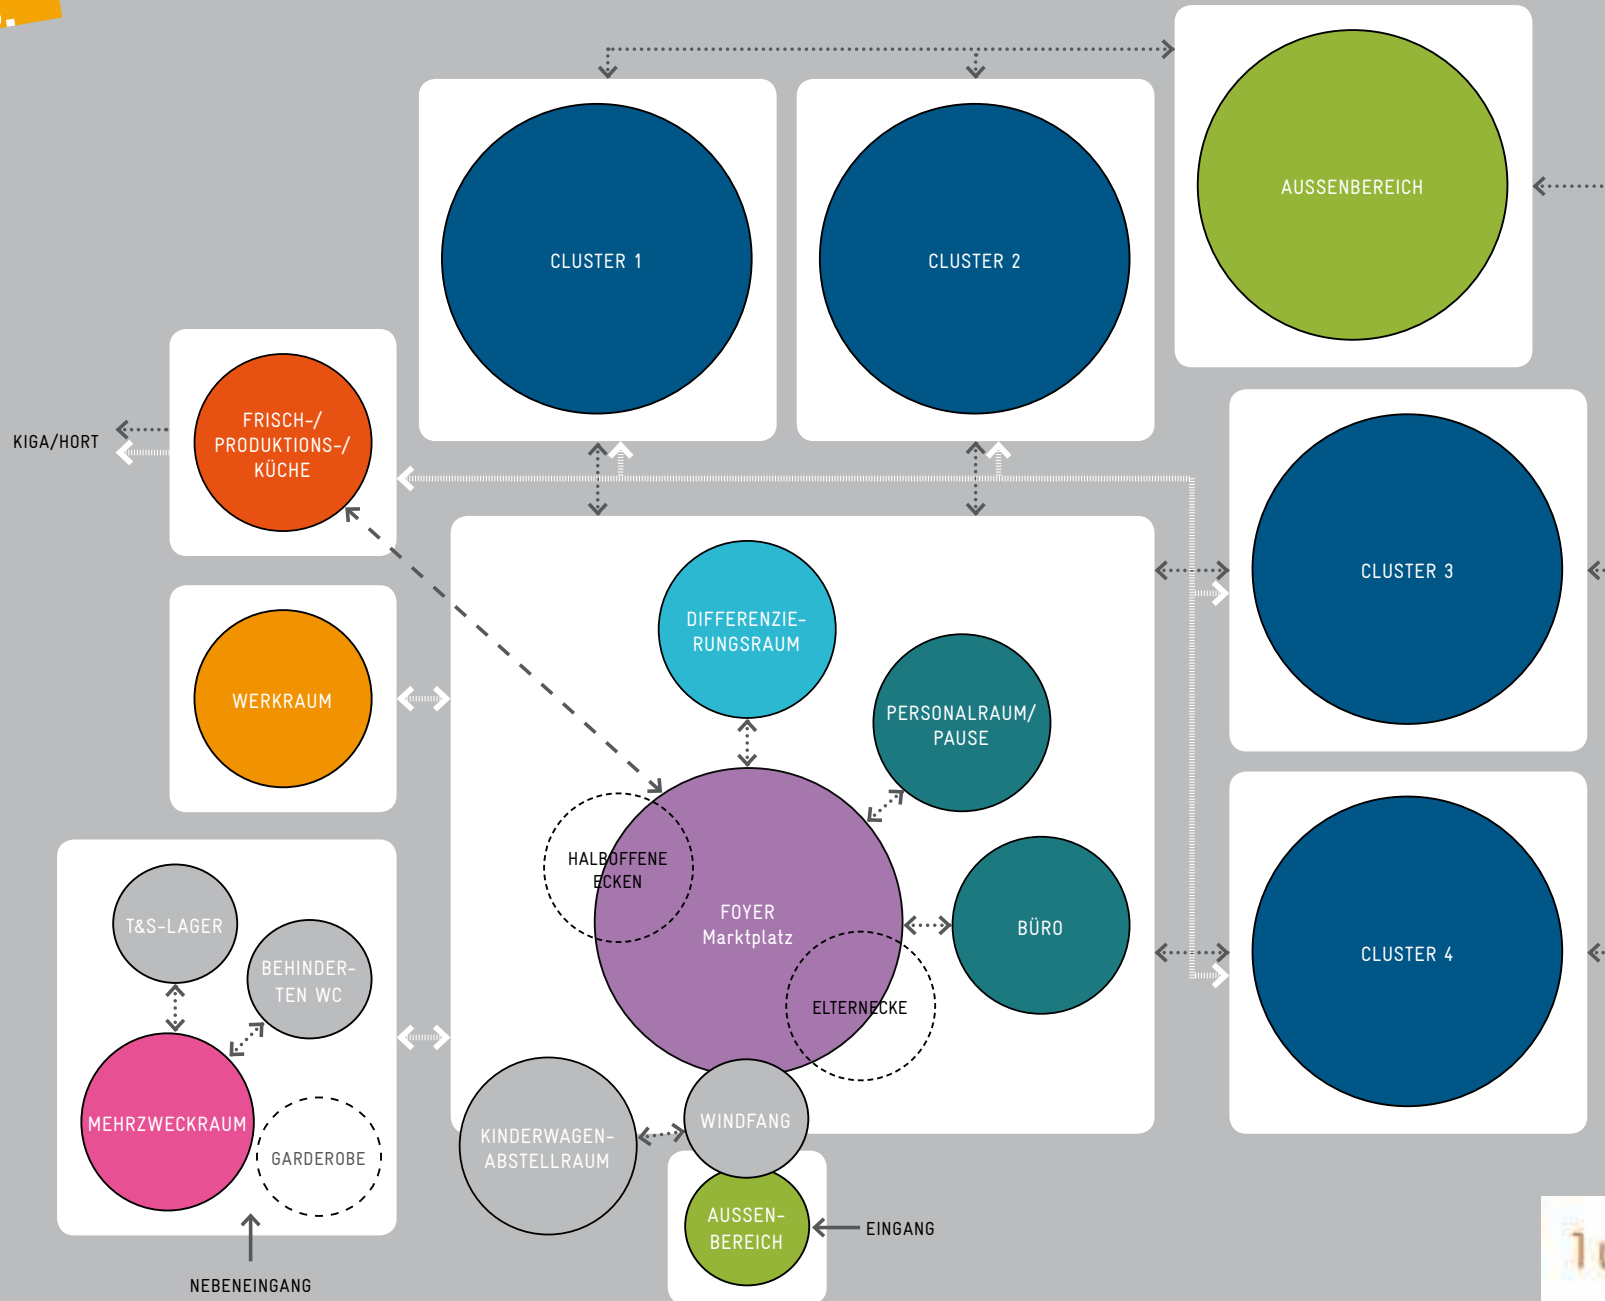 AUSSENBEREICH
CLUSTER 1
CLUSTER 2
FRISCH-/
PRODUKTIONS-/
KÜCHE
KIGA/HORT
CLUSTER 3
DIFFERENZIE-
RUNGSRAUM
WERKRAUM
PERSONALRAUM/
PAUSE
HALBOFFENE
ECKEN
FOYER
Marktplatz
BÜRO
CLUSTER 4
T&S-LAGER
BEHINDER-
TEN WC
ELTERNECKE
MEHRZWECKRAUM
GARDEROBE
WINDFANG
KINDERWAGEN-
ABSTELLRAUM
AUSSEN-
BEREICH
EINGANG
NEBENEINGANG